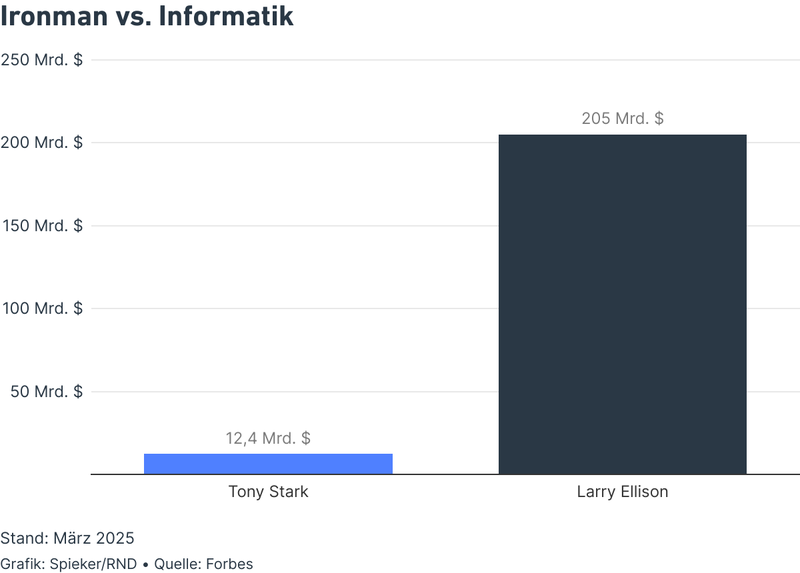 Ironman vs. Informatik
250 Mrd. $
205 Mrd. $
200 Mrd. $
150 Mrd. $
100 Mrd. $
50 Mrd. $
12,4 Mrd. $
Tony Stark
Larry Ellison
Stand: März 2025
Grafik: Spieker/RND • Quelle: Forbes